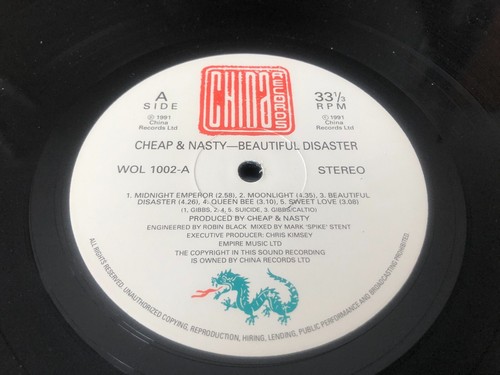 CHINA RECORDS
A
SIDE
33 1/3
RPM
℗ 1991
China
Records Ltd
© 1991
China
Records Ltd
CHEAP & NASTY—BEAUTIFUL DISASTER
WOL 1002-A
STEREO
1. MIDNIGHT EMPEROR (2.58), 2. MOONLIGHT (4.35), 3. BEAUTIFUL
DISASTER (4.26), 4. QUEEN BEE (3.10), 5. SWEET LOVE (3.08)
(1. GIBBS, 2-4, 5. SUICIDE, 3. GIBBS/CALTIO)
PRODUCED BY CHEAP & NASTY
ENGINEERED BY ROBIN BLACK MIXED BY MARK 'SPIKE' STENT
EXECUTIVE PRODUCER: CHRIS KIMSEY
EMPIRE MUSIC LTD
THE COPYRIGHT IN THIS SOUND RECORDING
IS OWNED BY CHINA RECORDS LTD
ALL RIGHTS RESERVED. UNAUTHORIZED COPYING, REPRODUCTION, HIRING, LENDING, PUBLIC PERFORMANCE AND BROADCASTING PROHIBITED.